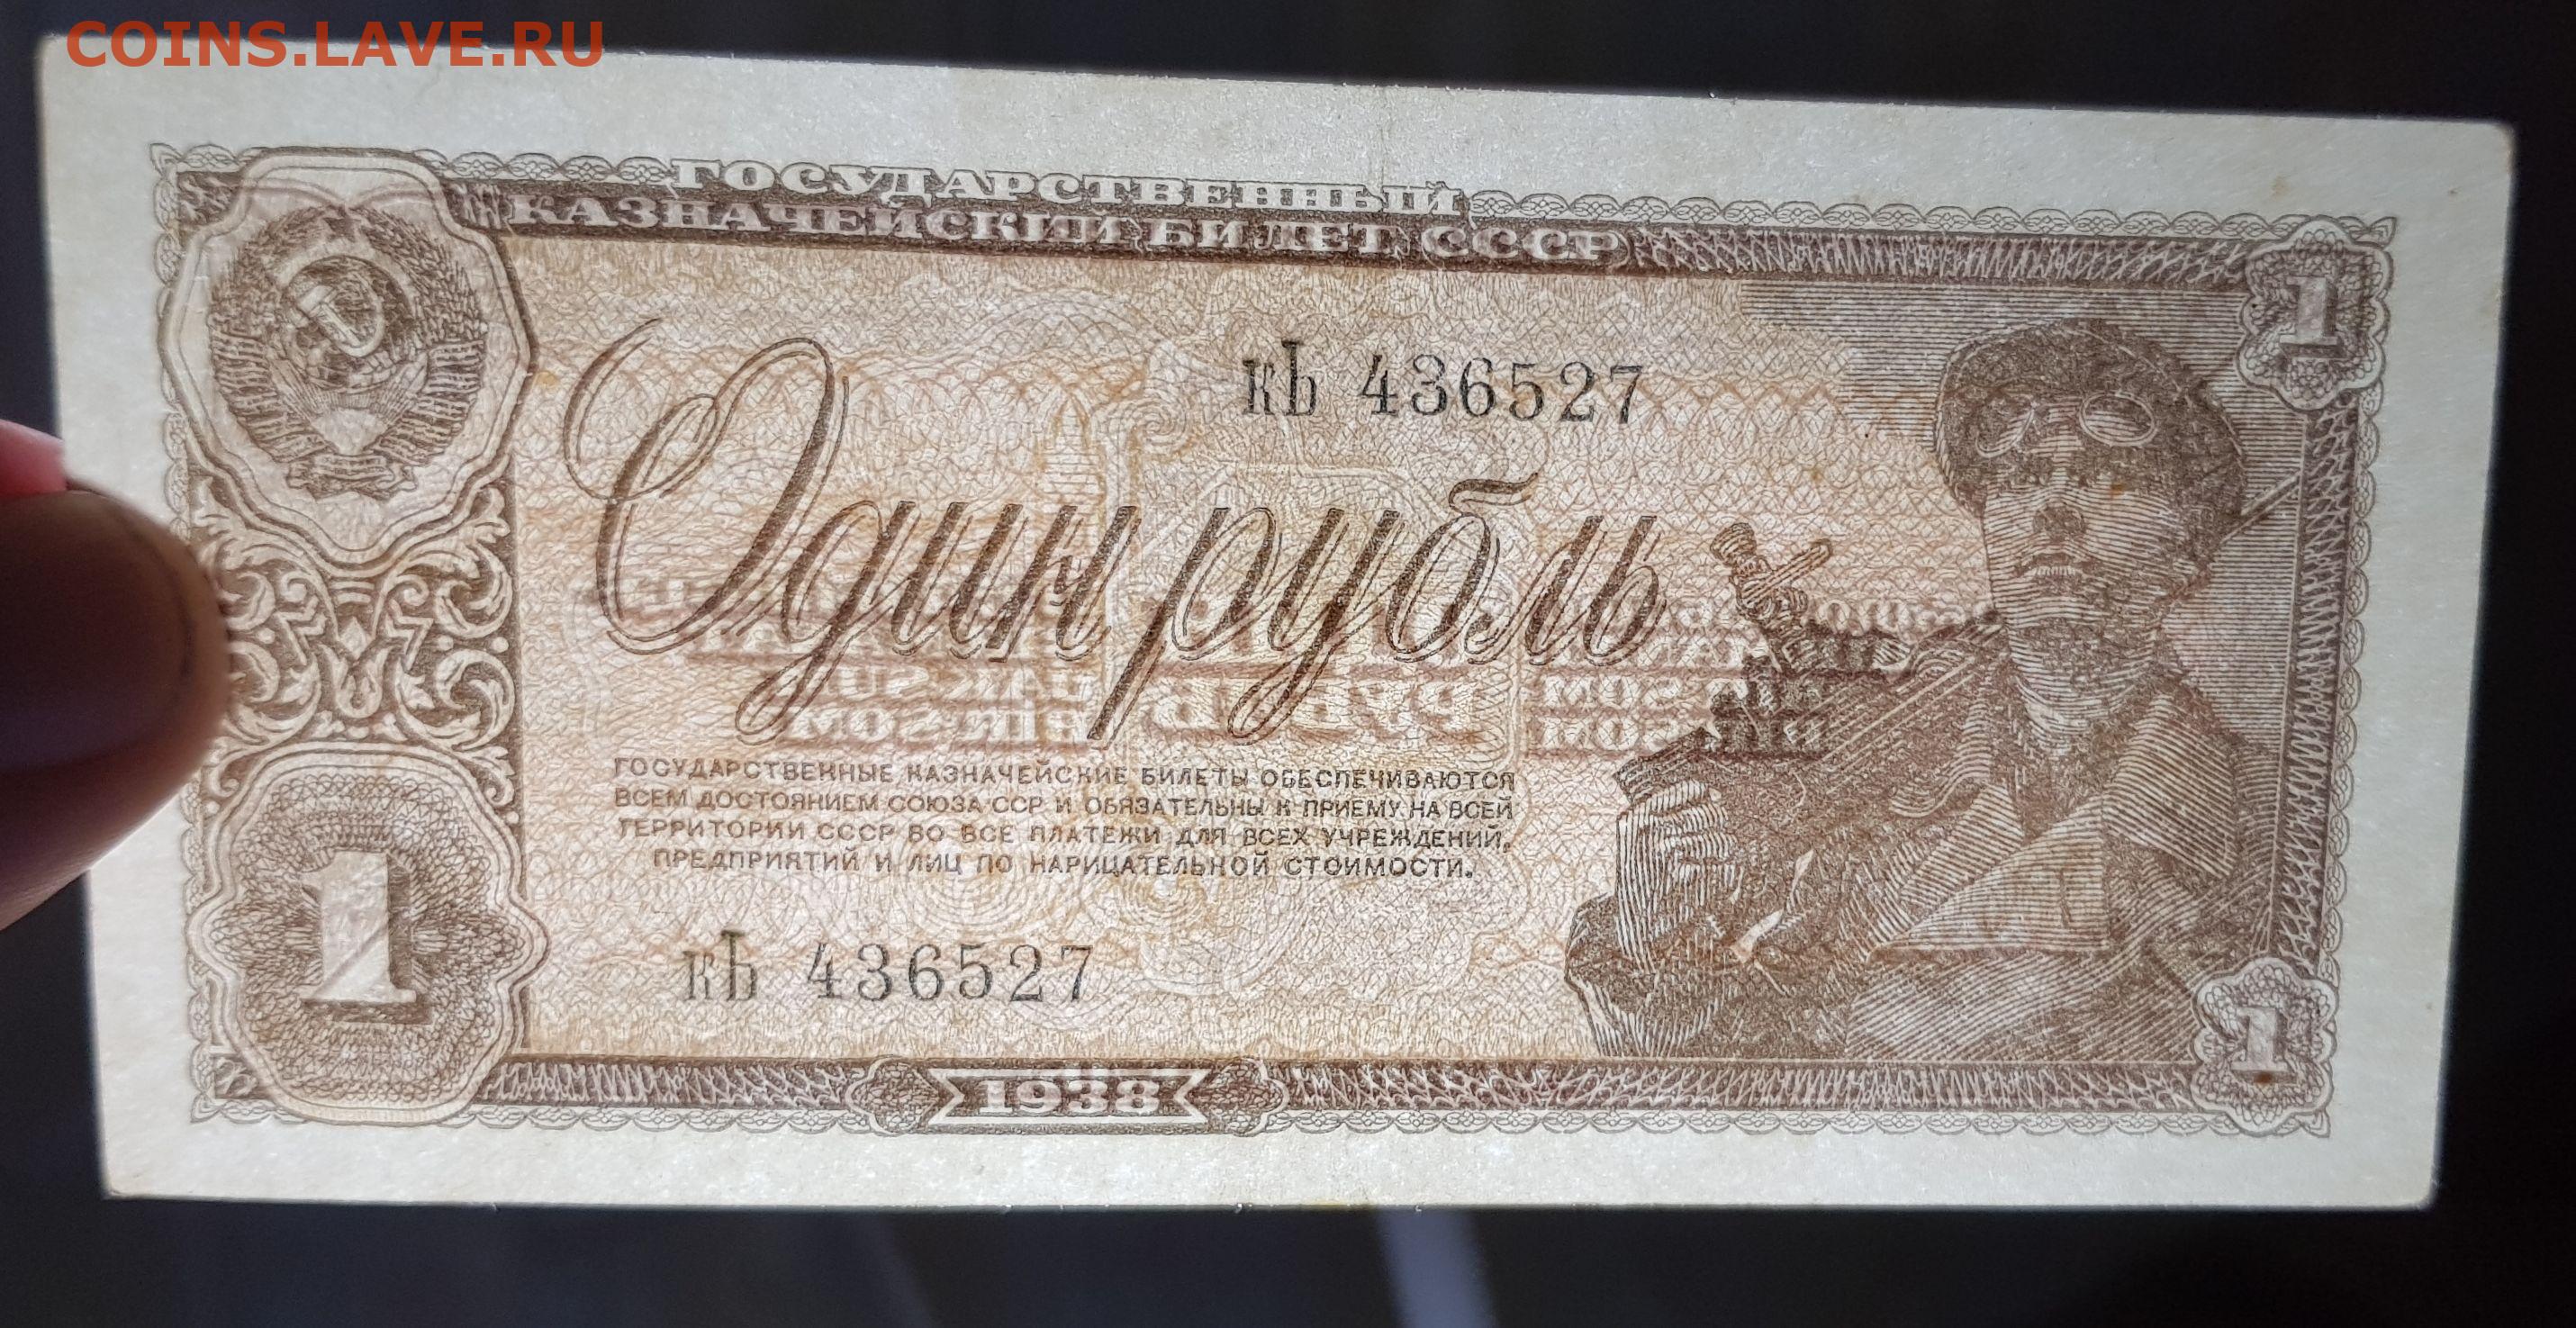 COINS.LAVE.RU
ГОСУДАРСТВЕННЫЙ
КАЗНАЧЕЙСКИЙ БИЛЕТ СССР
1
кЬ 436527
Один рубль
ГОСУДАРСТВЕННЫЕ КАЗНАЧЕЙСКИЕ БИЛЕТЫ ОБЕСПЕЧИВАЮТСЯ
ВСЕМ ДОСТОЯНИЕМ СОЮЗА ССР И ОБЯЗАТЕЛЬНЫ К ПРИЕМУ НА ВСЕЙ
ТЕРРИТОРИИ СССР ВО ВСЕ ПЛАТЕЖИ ДЛЯ ВСЕХ УЧРЕЖДЕНИЙ,
ПРЕДПРИЯТИЙ И ЛИЦ ПО НАРИЦАТЕЛЬНОЙ СТОИМОСТИ.
1
кЬ 436527
1
1938